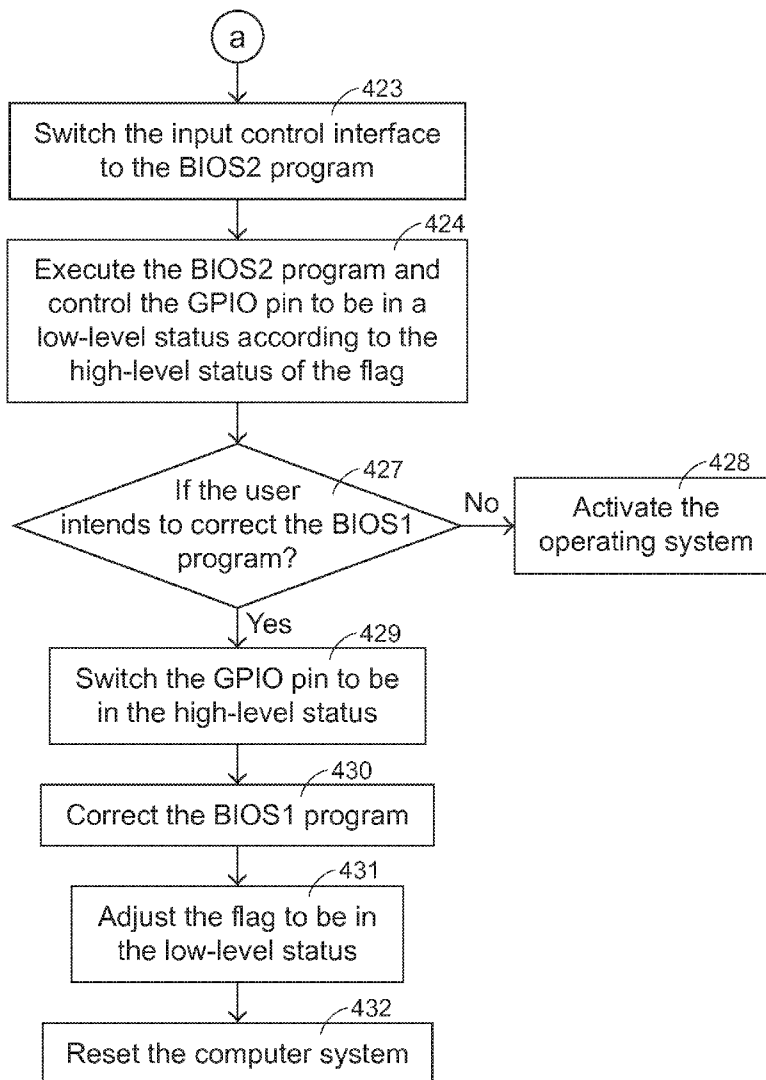 a
423
Switch the input control interface
to the BIOS2 program
424
Execute the BIOS2 program and
control the GPIO pin to be in a
low-level status according to the
high-level status of the flag
427
If the user
intends to correct the BIOS1
program?
No
428
Activate the
operating system
Yes
429
Switch the GPIO pin to be
in the high-level status
430
Correct the BIOS1 program
431
Adjust the flag to be in
the low-level status
432
Reset the computer system